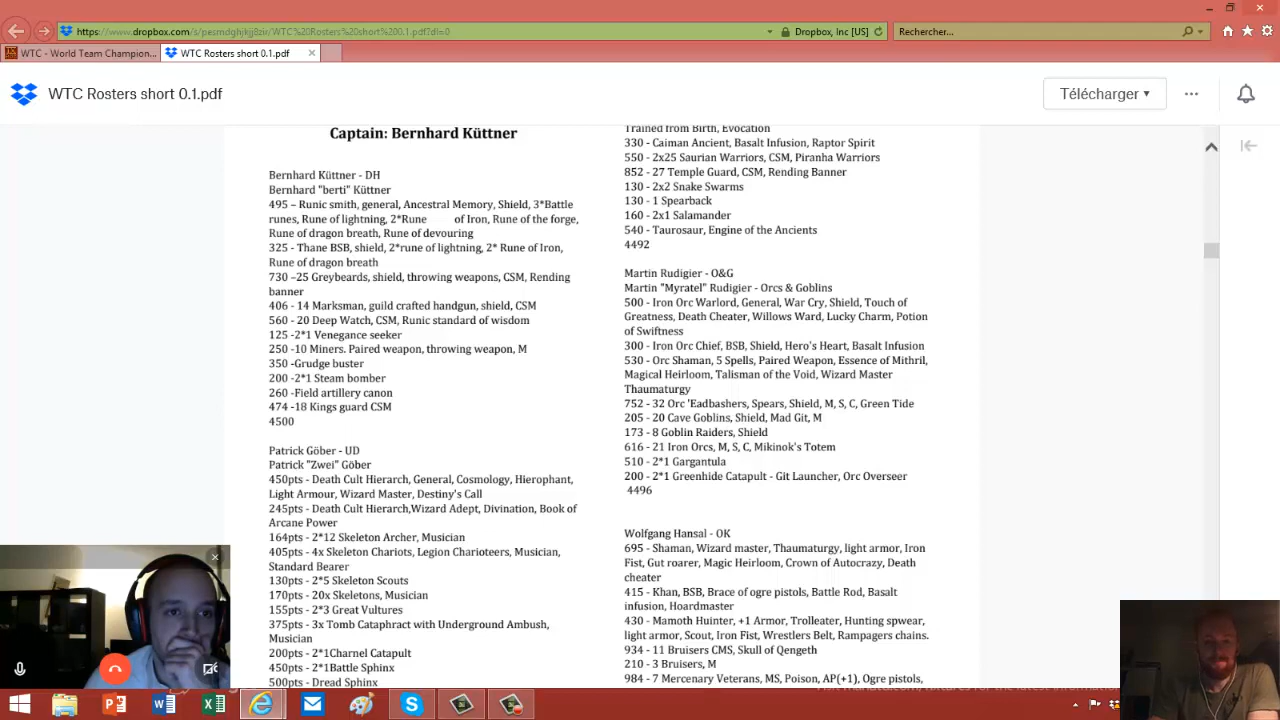 https://www.dropbox.com/s/pesmdghjkjj8zir/WTC%20Rosters%20short%200.1.pdf?dl=0
Dropbox, Inc [US]
Rechercher...
WTC - World Team Champion...
WTC Rosters short 0.1.pdf
WTC Rosters short 0.1.pdf
Télécharger
Captain: Bernhard Küttner
Bernhard Küttner - DH
Bernhard "berti" Küttner
495 – Runic smith, general, Ancestral Memory, Shield, 3*Battle
runes, Rune of lightning, 2*Rune of Iron, Rune of the forge,
Rune of dragon breath, Rune of devouring
325 - Thane BSB, shield, 2*rune of lightning, 2* Rune of Iron,
Rune of dragon breath
730 –25 Greybeards, shield, throwing weapons, CSM, Rending
banner
406 - 14 Marksman, guild crafted handgun, shield, CSM
560 - 20 Deep Watch, CSM, Runic standard of wisdom
125 -2*1 Venegance seeker
250 -10 Miners. Paired weapon, throwing weapon, M
350 -Grudge buster
200 -2*1 Steam bomber
260 -Field artillery canon
474 -18 Kings guard CSM
4500
Patrick Göber - UD
Patrick "Zwei" Göber
450pts - Death Cult Hierarch, General, Cosmology, Hierophant,
Light Armour, Wizard Master, Destiny's Call
245pts - Death Cult Hierarch,Wizard Adept, Divination, Book of
Arcane Power
164pts - 2*12 Skeleton Archer, Musician
405pts - 4x Skeleton Chariots, Legion Charioteers, Musician,
Standard Bearer
130pts - 2*5 Skeleton Scouts
170pts - 20x Skeletons, Musician
155pts - 2*3 Great Vultures
375pts - 3x Tomb Cataphract with Underground Ambush,
Musician
200pts - 2*1Charnel Catapult
450pts - 2*1Battle Sphinx
500pts - Dread Sphinx
Trained from Birth, Evocation
330 - Caiman Ancient, Basalt Infusion, Raptor Spirit
550 - 2x25 Saurian Warriors, CSM, Piranha Warriors
852 - 27 Temple Guard, CSM, Rending Banner
130 - 2x2 Snake Swarms
130 - 1 Spearback
160 - 2x1 Salamander
540 - Taurosaur, Engine of the Ancients
4492
Martin Rudigier - O&G
Martin "Myratel" Rudigier - Orcs & Goblins
500 - Iron Orc Warlord, General, War Cry, Shield, Touch of
Greatness, Death Cheater, Willows Ward, Lucky Charm, Potion
of Swiftness
300 - Iron Orc Chief, BSB, Shield, Hero's Heart, Basalt Infusion
530 - Orc Shaman, 5 Spells, Paired Weapon, Essence of Mithril,
Magical Heirloom, Talisman of the Void, Wizard Master
Thaumaturgy
752 - 32 Orc 'Eadbashers, Spears, Shield, M, S, C, Green Tide
205 - 20 Cave Goblins, Shield, Mad Git, M
173 - 8 Goblin Raiders, Shield
616 - 21 Iron Orcs, M, S, C, Mikinok's Totem
510 - 2*1 Gargantula
200 - 2*1 Greenhide Catapult - Git Launcher, Orc Overseer
4496
Wolfgang Hansal - OK
695 - Shaman, Wizard master, Thaumaturgy, light armor, Iron
Fist, Gut roarer, Magic Heirloom, Crown of Autocrazy, Death
cheater
415 - Khan, BSB, Brace of ogre pistols, Battle Rod, Basalt
infusion, Hoardmaster
430 - Mamoth Huinter, +1 Armor, Trolleater, Hunting spwear,
light armor, Scout, Iron Fist, Wrestlers Belt, Rampagers chains.
934 - 11 Bruisers CMS, Skull of Qengeth
210 - 3 Bruisers, M
984 - 7 Mercenary Veterans, MS, Poison, AP(+1), Ogre pistols,